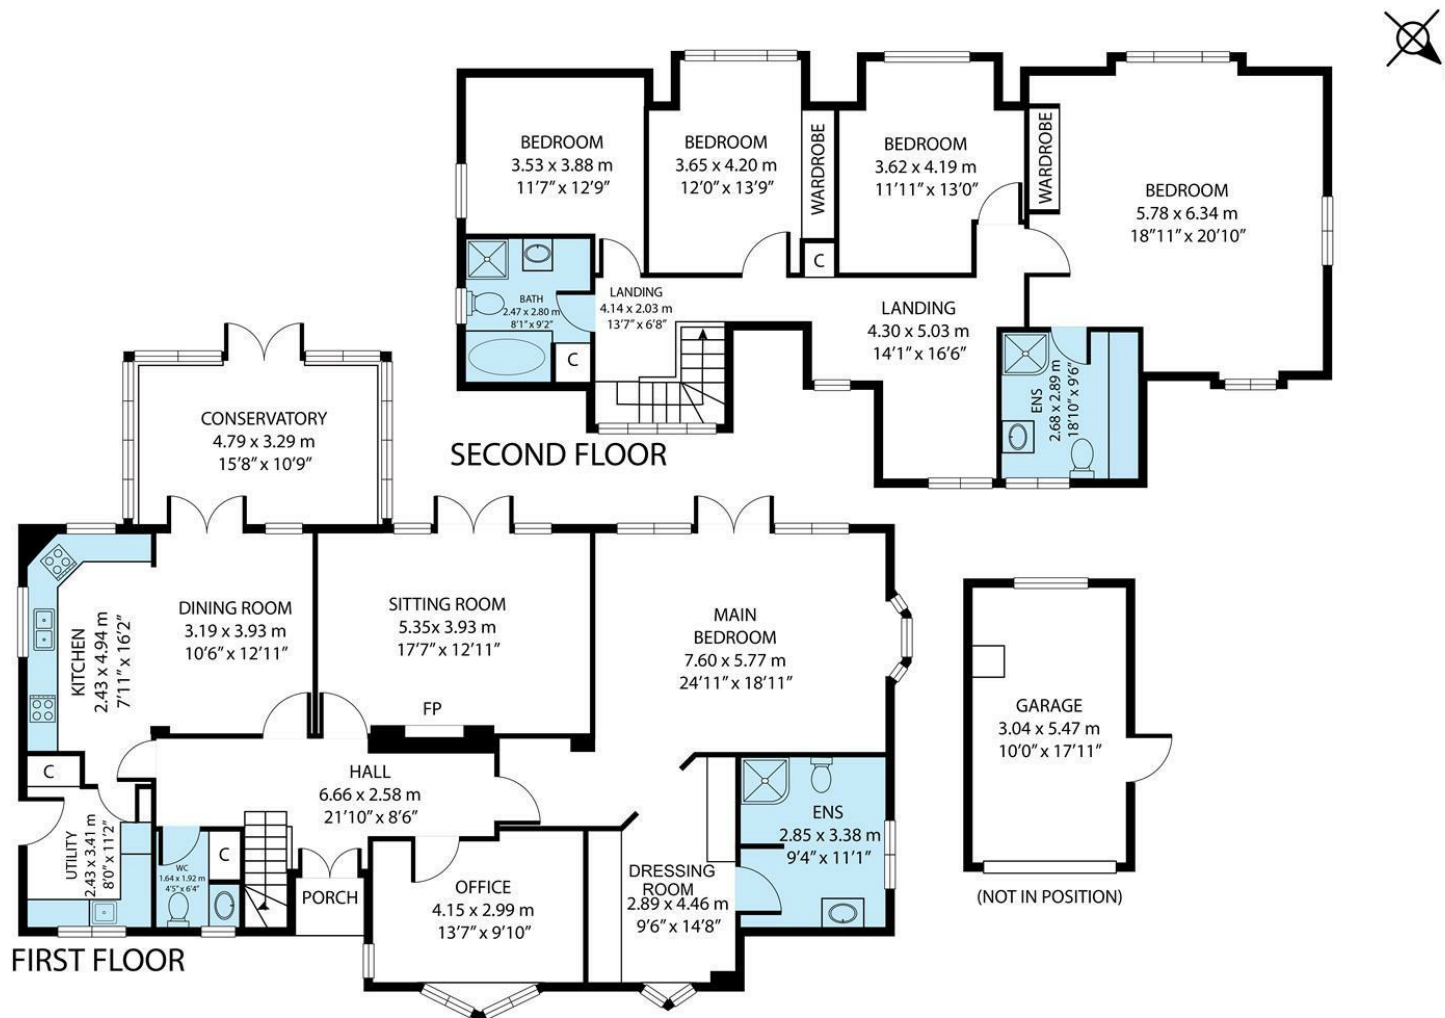 BEDROOM
3.53 x 3.88 m
11'7" x 12'9"
BEDROOM
3.65 x 4.20 m
12'0" x 13'9"
WARDROBE
C
BEDROOM
3.62 x 4.19 m
11'11" x 13'0"
WARDROBE
BEDROOM
5.78 x 6.34 m
18"11" x 20'10"
BATH
2.47 x 2.80 m
8'1" x 9'2"
C
LANDING
4.14 x 2.03 m
13'7" x 6'8"
LANDING
4.30 x 5.03 m
14'1" x 16'6"
ENS
2.68 x 2.89 m
18'10" x 9'6"
SECOND FLOOR
CONSERVATORY
4.79 x 3.29 m
15'8" x 10'9"
KITCHEN
2.43 x 4.94 m
7'11" x 16'2"
DINING ROOM
3.19 x 3.93 m
10'6" x 12'11"
SITTING ROOM
5.35x 3.93 m
17'7" x 12'11"
FP
MAIN
BEDROOM
7.60 x 5.77 m
24'11" x 18'11"
C
HALL
6.66 x 2.58 m
21'10" x 8'6"
UTILITY
2.43 x 3.41 m
8'0" x 11'2"
WC
1.64 x 1.92 m
4'5" x 6'4"
C
PORCH
OFFICE
4.15 x 2.99 m
13'7" x 9'10"
DRESSING
ROOM
2.89 x 4.46 m
9'6" x 14'8"
ENS
2.85 x 3.38 m
9'4" x 11'1"
GARAGE
3.04 x 5.47 m
10'0" x 17'11"
(NOT IN POSITION)
FIRST FLOOR